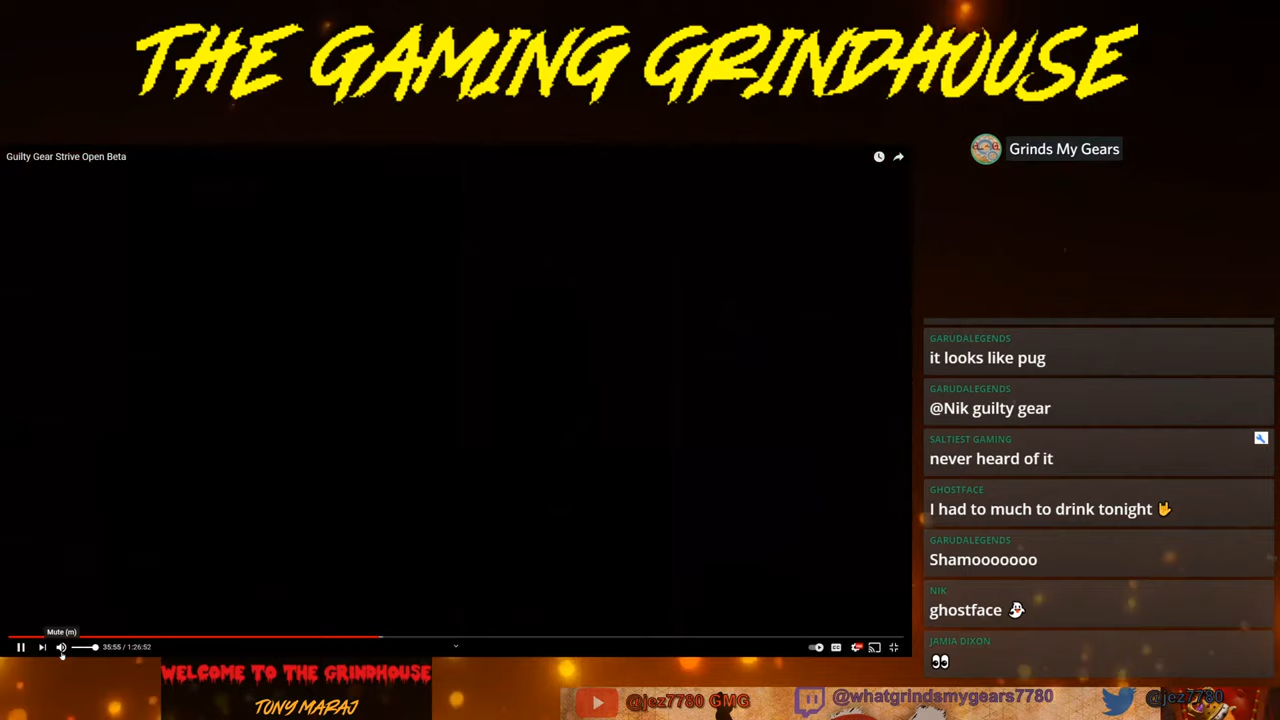 THE GAMING GRINDHOUSE
Guilty Gear Strive Open Beta
Grinds My Gears
GARUDALEGENDS
it looks like pug
GARUDALEGENDS
@Nik guilty gear
SALTIEST GAMING
never heard of it
GHOSTFACE
I had to much to drink tonight 🤘
GARUDALEGENDS
Shamooooooo
NIK
ghostface 👻
JAMIA DIXON
👀
Mute (m)
35:55 / 1:26:52
WELCOME TO THE GRINDHOUSE
TONY MARAJ
@jez7780 GMG
@whatgrindsmygears7780
@jez7780